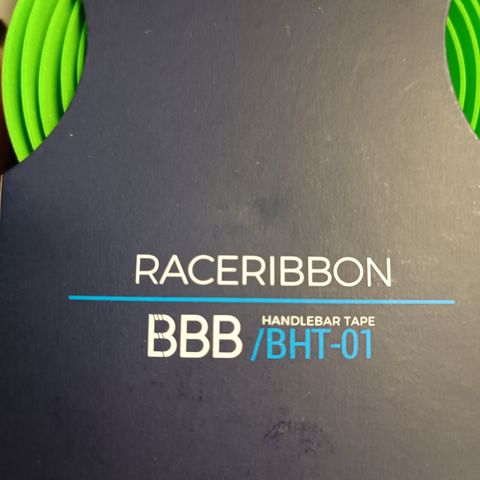 RACERIBBON
HANDLEBAR TAPE
BBB /BHT-01